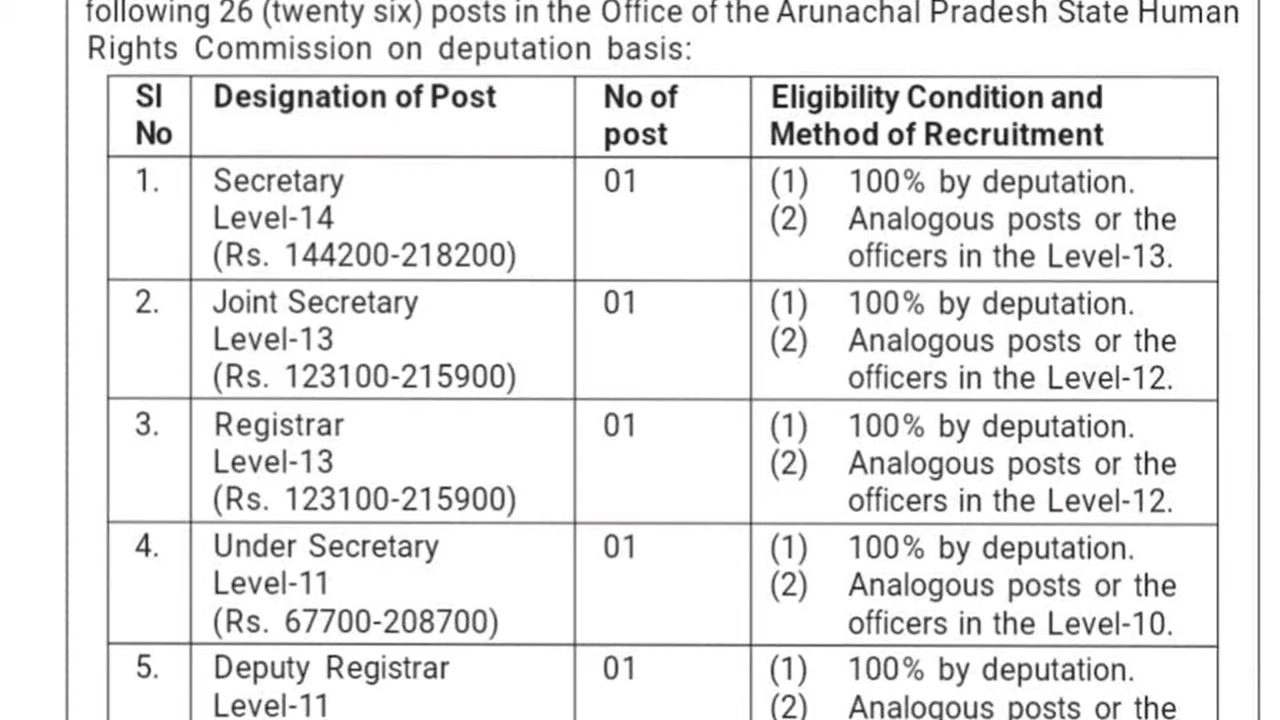 following 26 (twenty six) posts in the Office of the Arunachal Pradesh State Human
Rights Commission on deputation basis:
Sl No
Designation of Post
No of post
Eligibility Condition and Method of Recruitment
1.
Secretary
Level-14
(Rs. 144200-218200)
01
(1) 100% by deputation.
(2) Analogous posts or the
officers in the Level-13.
2.
Joint Secretary
Level-13
(Rs. 123100-215900)
01
(1) 100% by deputation.
(2) Analogous posts or the
officers in the Level-12.
3.
Registrar
Level-13
(Rs. 123100-215900)
01
(1) 100% by deputation.
(2) Analogous posts or the
officers in the Level-12.
4.
Under Secretary
Level-11
(Rs. 67700-208700)
01
(1) 100% by deputation.
(2) Analogous posts or the
officers in the Level-10.
5.
Deputy Registrar
Level-11
01
(1) 100% by deputation.
(2) Analogous posts or the